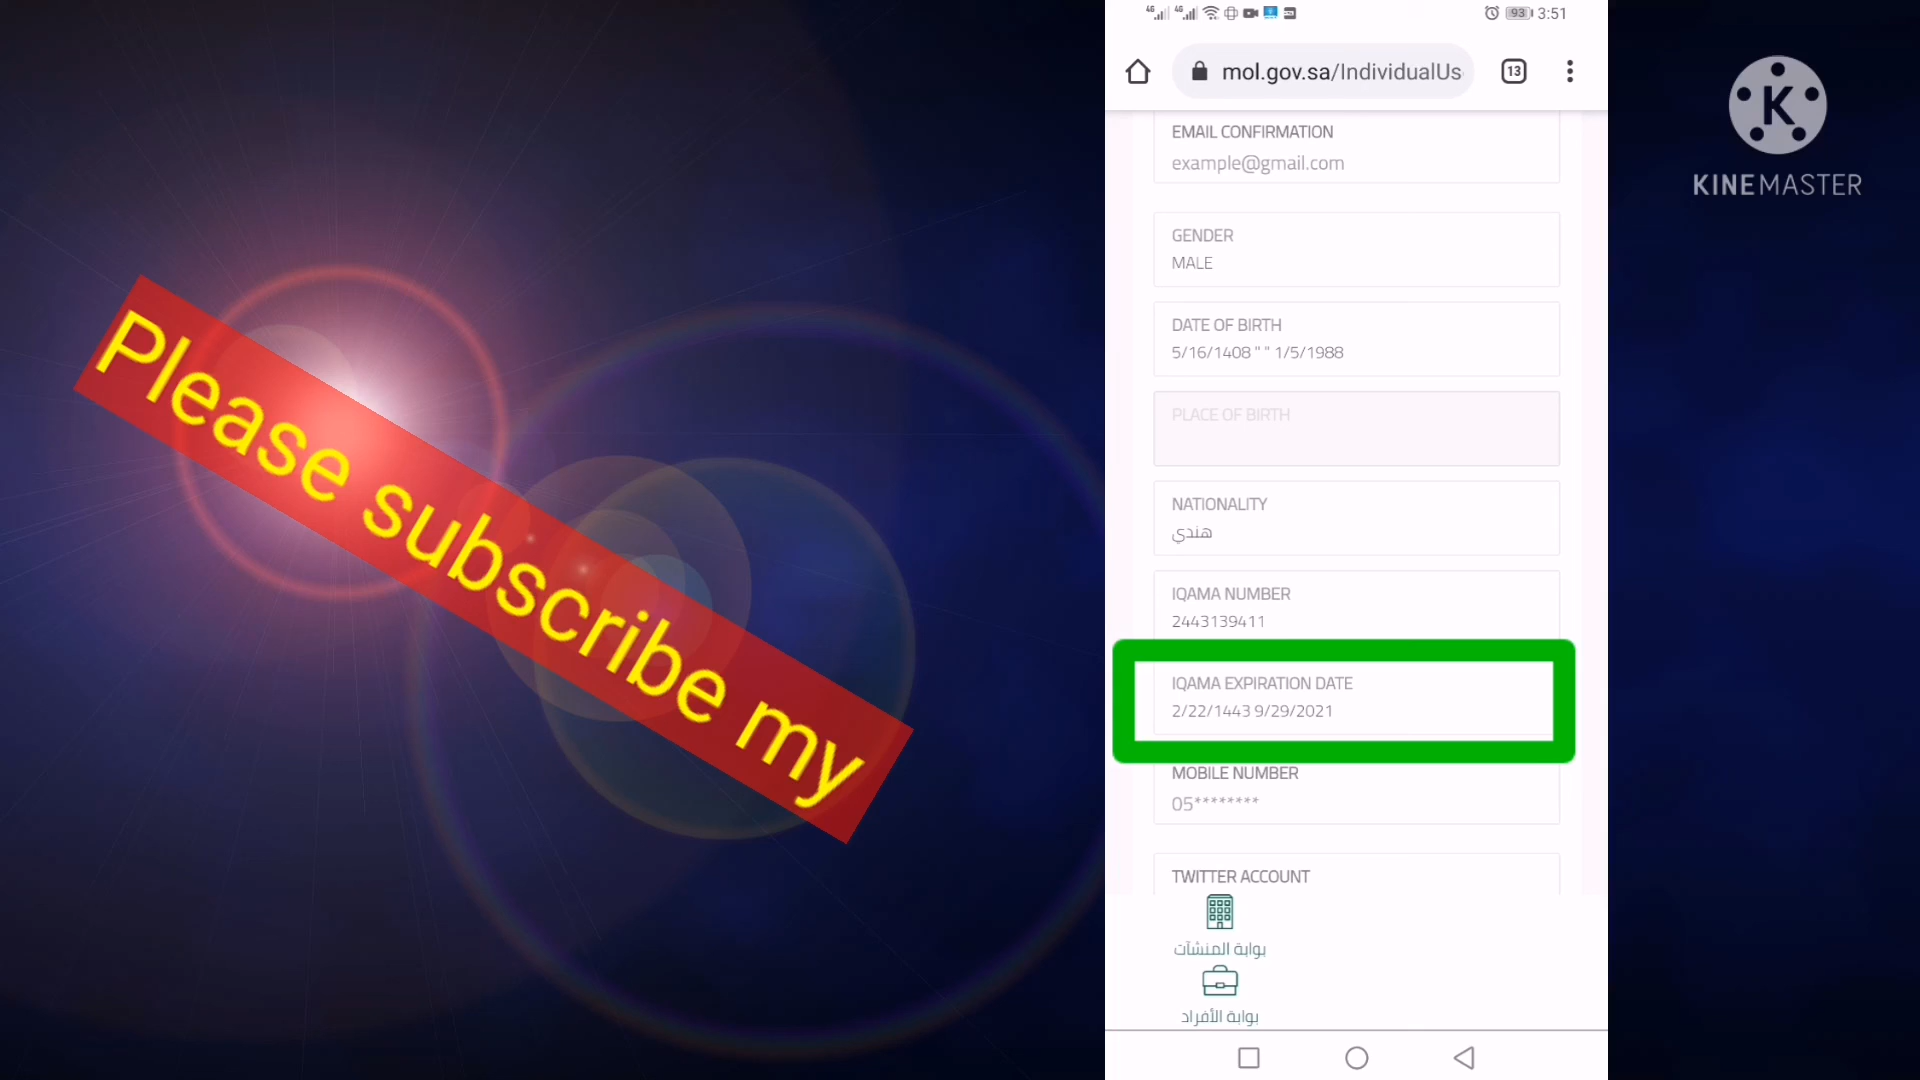 Please subscribe my
4G 4G 93 3:51
mol.gov.sa/IndividualUs
13
EMAIL CONFIRMATION
example@gmail.com
GENDER
MALE
DATE OF BIRTH
5/16/1408 " " 1/5/1988
PLACE OF BIRTH
NATIONALITY
هندي
IQAMA NUMBER
2443139411
IQAMA EXPIRATION DATE
2/22/1443 9/29/2021
MOBILE NUMBER
05********
TWITTER ACCOUNT
بوابة المنشآت
بوابة الأفراد
K
KINEMASTER